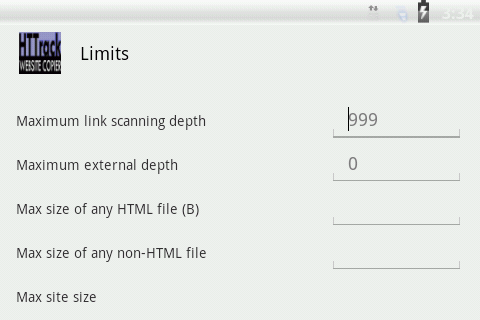 3:34
HTTrack
WEBSITE COPIER
Limits
Maximum link scanning depth
999
Maximum external depth
0
Max size of any HTML file (B)
Max size of any non-HTML file
Max site size